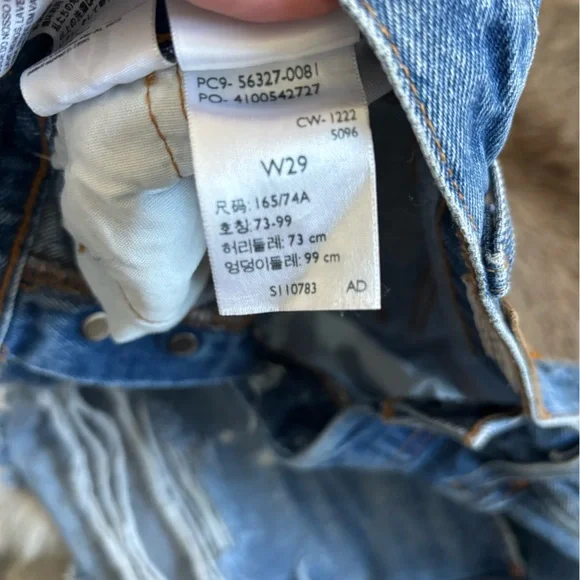 PC9- 56327-0081
PO- 4100542727
CW- 1222
5096
W29
尺码: 165/74A
호칭: 73-99
허리둘레: 73 cm
엉덩이둘레: 99 cm
S110783 AD